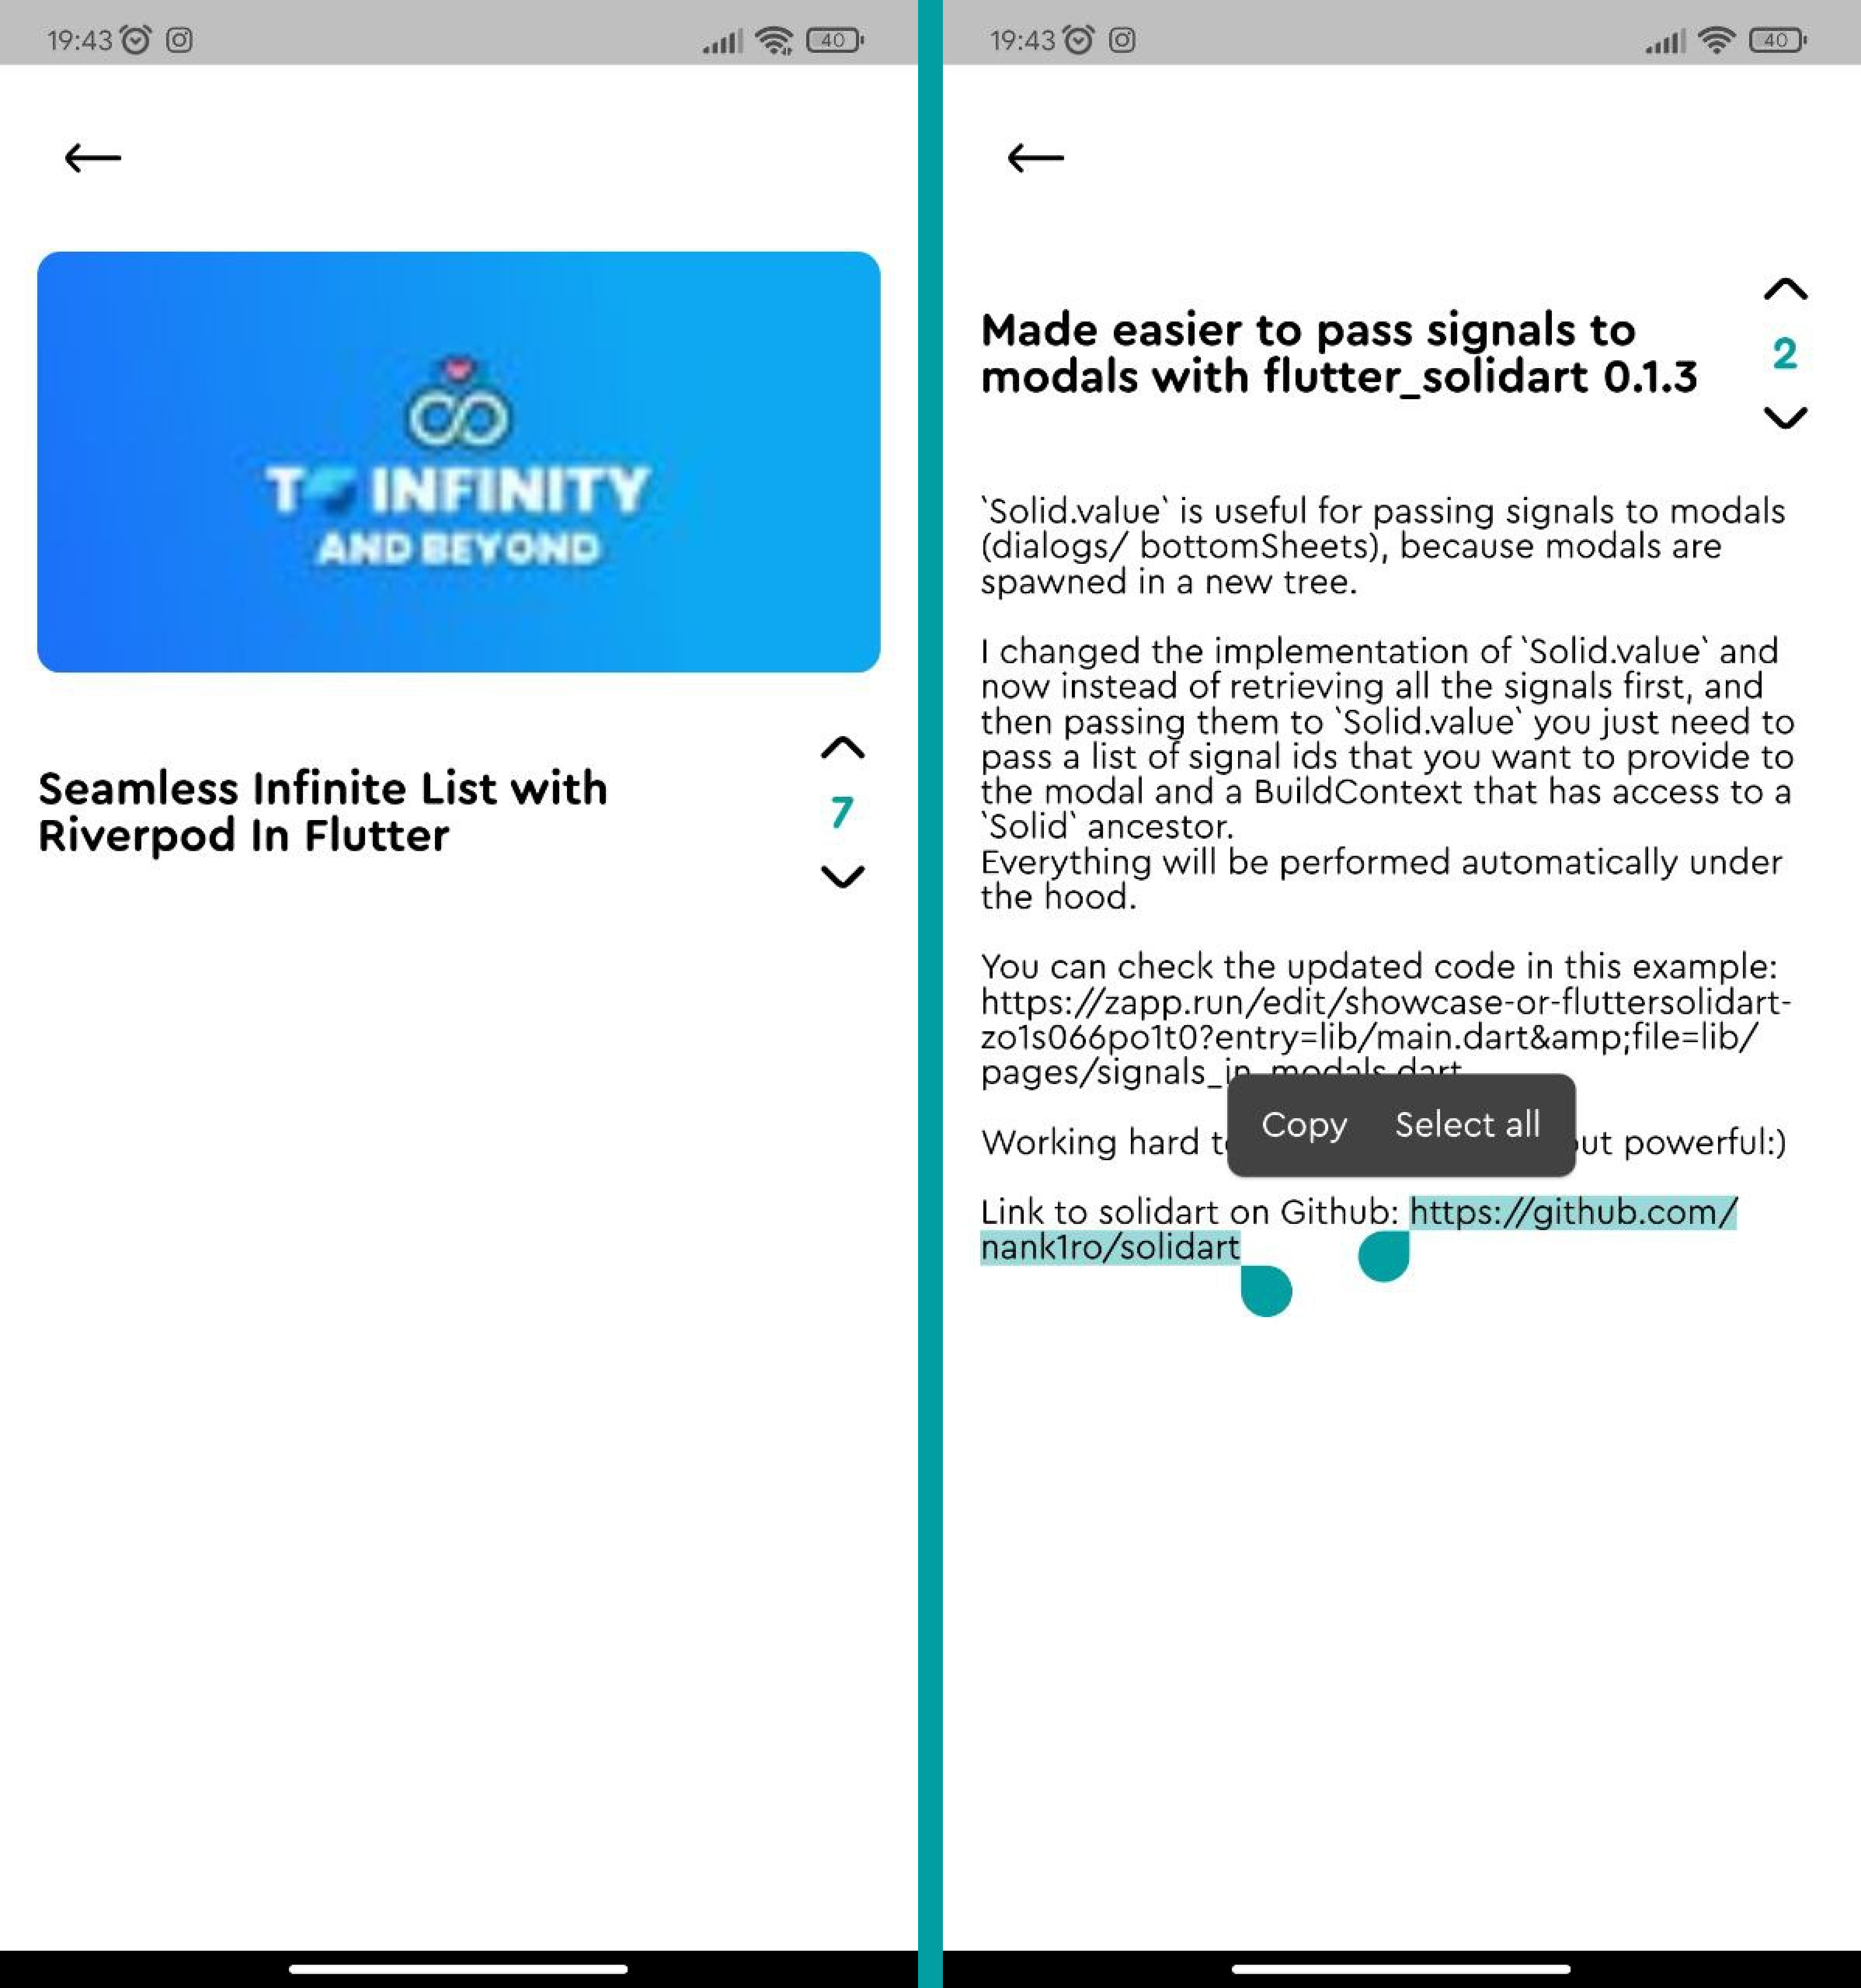 19:43
40
T INFINITY
AND BEYOND
Seamless Infinite List with
Riverpod In Flutter
7
19:43
40
Made easier to pass signals to
modals with flutter_solidart 0.1.3
2
`Solid.value` is useful for passing signals to modals
(dialogs/ bottomSheets), because modals are
spawned in a new tree.
I changed the implementation of `Solid.value` and
now instead of retrieving all the signals first, and
then passing them to `Solid.value` you just need to
pass a list of signal ids that you want to provide to
the modal and a BuildContext that has access to a
`Solid` ancestor.
Everything will be performed automatically under
the hood.
You can check the updated code in this example:
https://zapp.run/edit/showcase-or-fluttersolidart-
zo1s066po1t0?entry=lib/main.dart&amp;file=lib/
pages/signals_in_modals.dart
Copy Select all
Working hard powerful:)
Link to solidart on Github: https://github.com/
nank1ro/solidart